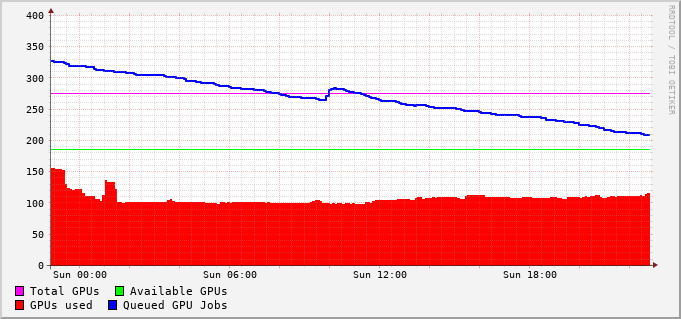 400
350
300
250
200
150
100
50
0
Sun 00:00 Sun 06:00 Sun 12:00 Sun 18:00
Total GPUs Available GPUs
GPUs used Queued GPU Jobs
RRDTOOL / TOBI OETIKER